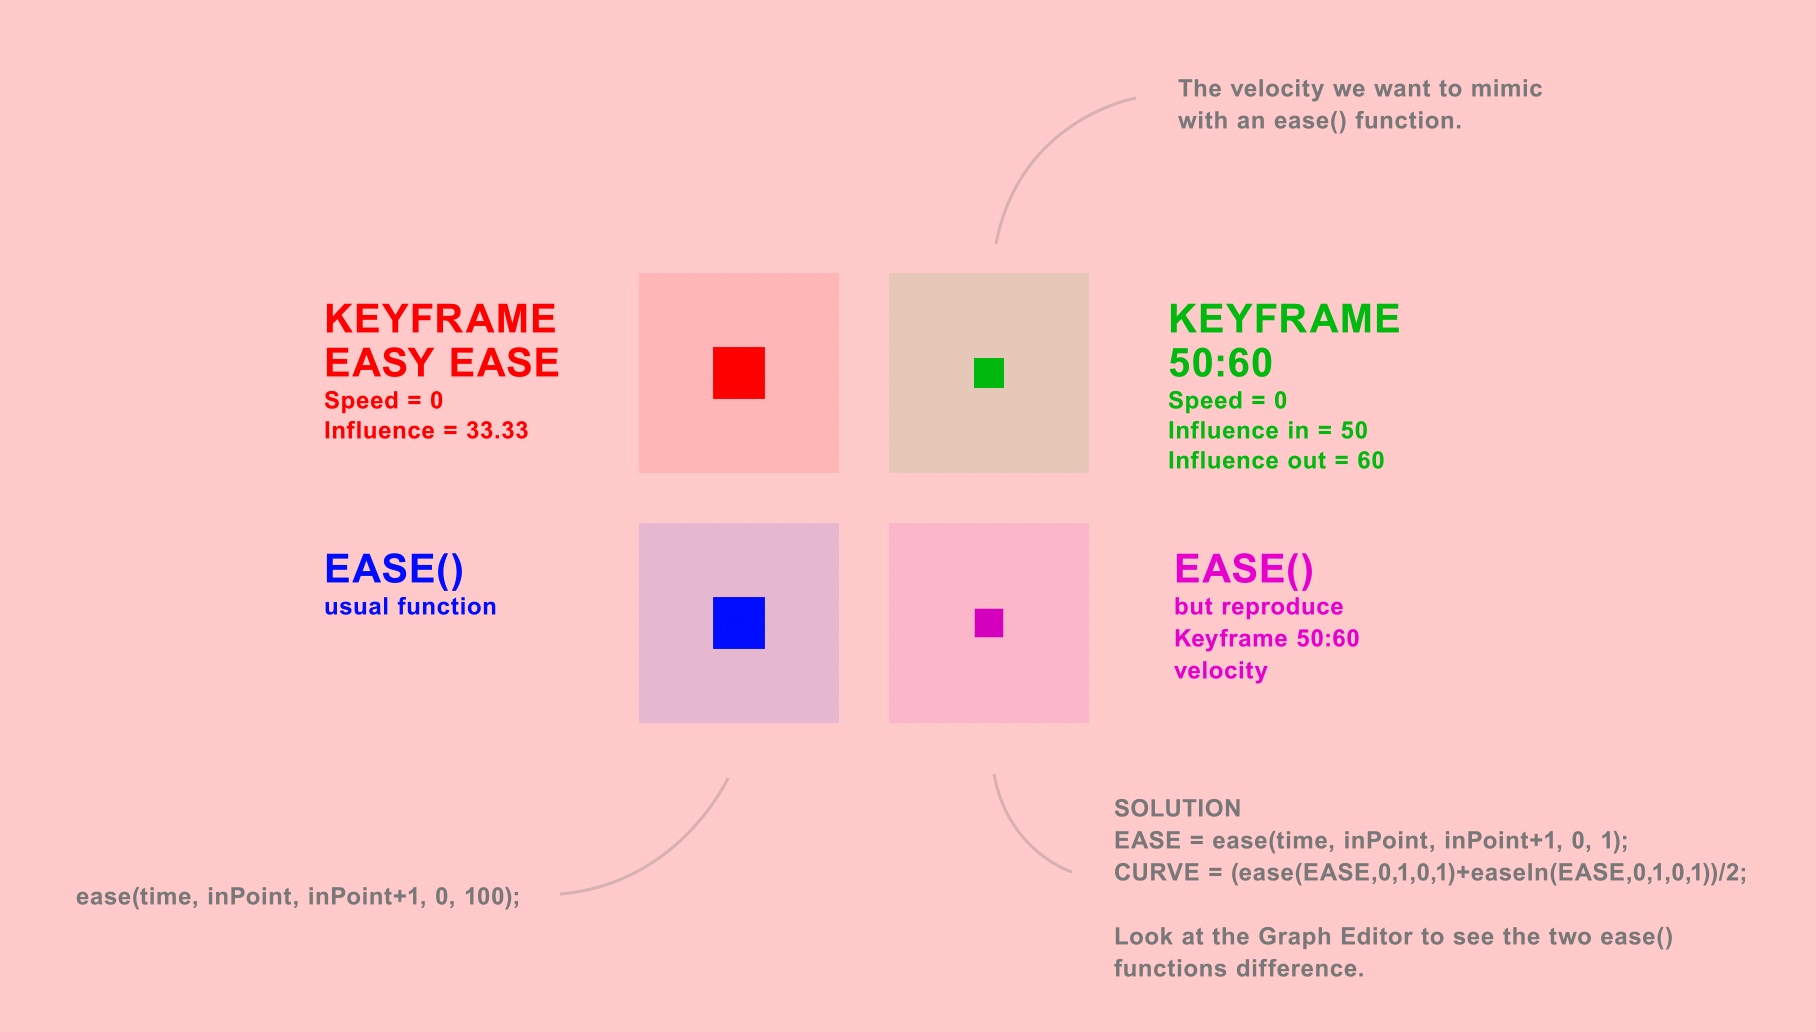 The velocity we want to mimic
with an ease() function.
KEYFRAME
EASY EASE
Speed = 0
Influence = 33.33
KEYFRAME
50:60
Speed = 0
Influence in = 50
Influence out = 60
EASE()
usual function
EASE()
but reproduce
Keyframe 50:60
velocity
ease(time, inPoint, inPoint+1, 0, 100);
SOLUTION
EASE = ease(time, inPoint, inPoint+1, 0, 1);
CURVE = (ease(EASE,0,1,0,1)+easeIn(EASE,0,1,0,1))/2;
Look at the Graph Editor to see the two ease()
functions difference.